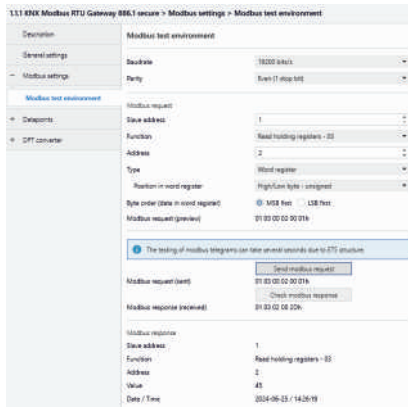 1.1.1 KNX Modbus RTU Gateway 886.1 secure > Modbus settings > Modbus test environment
Description
General settings
Modbus settings
Modbus test environment
Datapoints
DPT converter
Modbus test environment
Baudrate 19200 bits/s
Parity Even (1 stop bit)
Modbus request
Slave address 1
Function Read holding registers - 03
Address 2
Type Word register
Position in word register High/Low byte - unsigned
Byte order (data in word register) MSB first LSB first
Modbus request (preview) 01 03 00 02 00 01h
The testing of modbus telegrams can take several seconds due to ETS structure.
Send modbus request
Modbus request (sent) 01 03 00 02 00 01h
Check modbus response
Modbus response (received) 01 03 02 00 2Dh
Modbus response
Slave address 1
Function Read holding registers - 03
Address 2
Value 45
Date / Time 2024-06-25 / 14:26:19